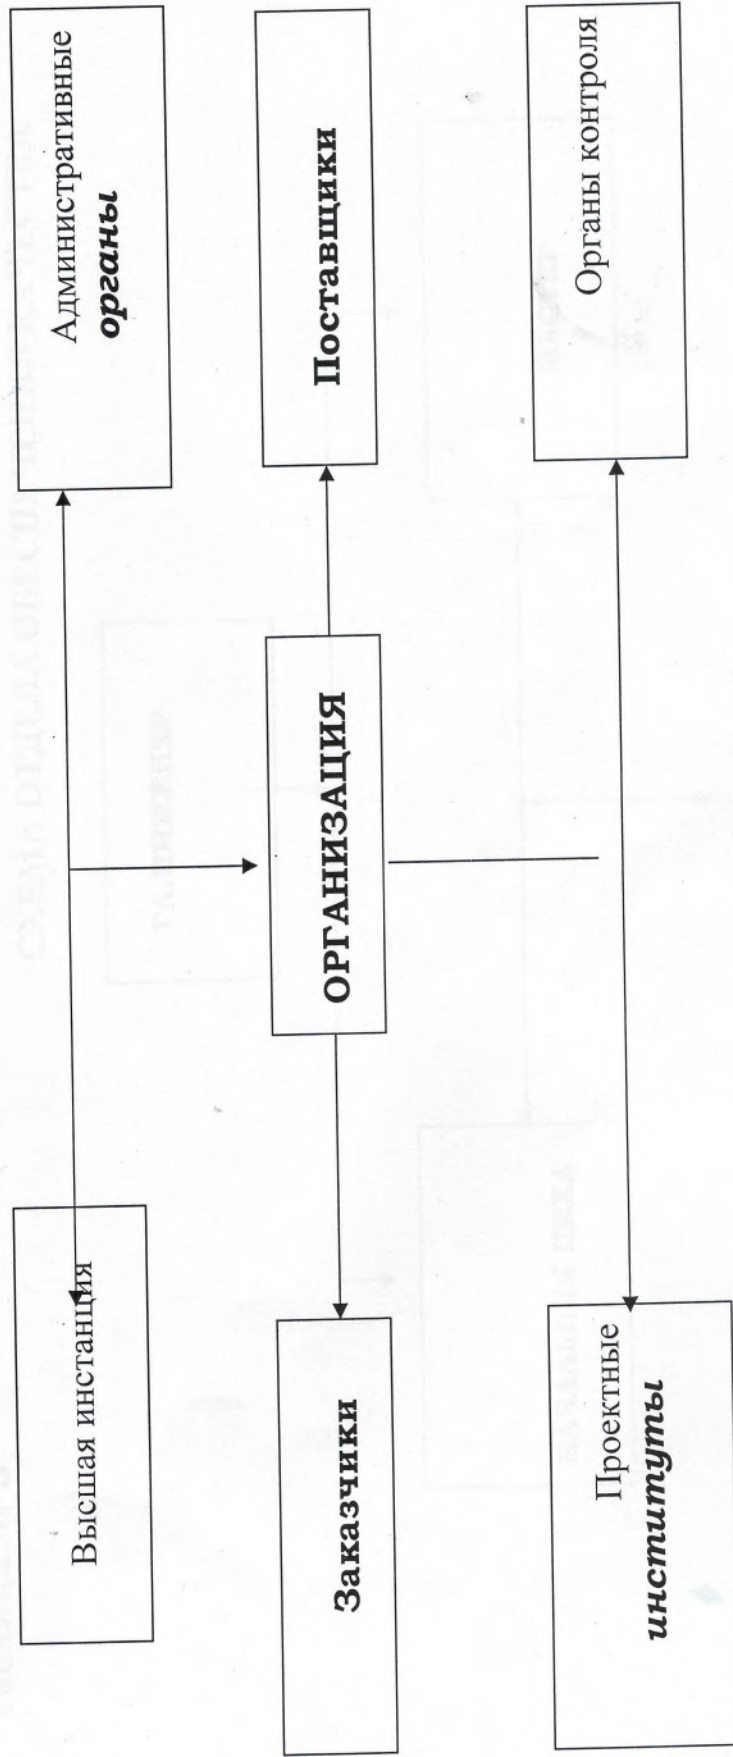 Высшая инстанция
Административные
органы
Заказчики
ОРГАНИЗАЦИЯ
Поставщики
Проектные
институты
Органы контроля